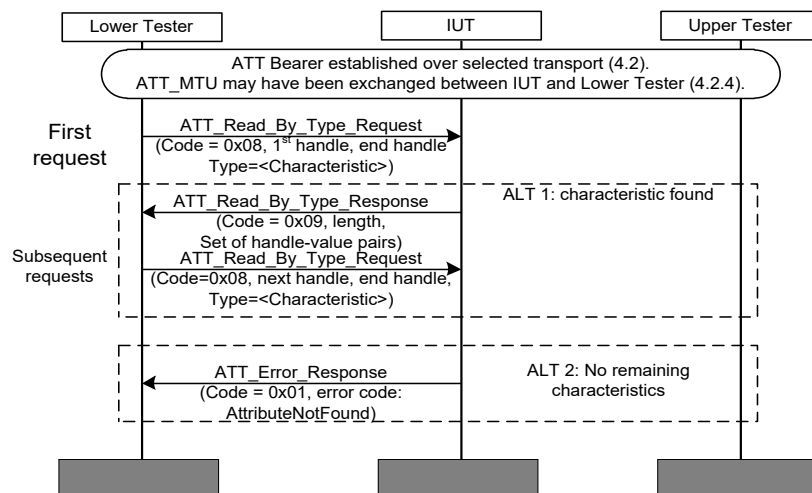 Lower Tester
IUT
Upper Tester
ATT Bearer established over selected transport (4.2).
ATT_MTU may have been exchanged between IUT and Lower Tester (4.2.4).
First
request
ATT_Read_By_Type_Request
(Code = 0x08, 1st handle, end handle
Type=<Characteristic>)
ALT 1: characteristic found
ATT_Read_By_Type_Response
(Code = 0x09, length,
Set of handle-value pairs)
Subsequent
requests
ATT_Read_By_Type_Request
(Code=0x08, next handle, end handle,
Type=<Characteristic>)
ALT 2: No remaining
characteristics
ATT_Error_Response
(Code = 0x01, error code:
AttributeNotFound)